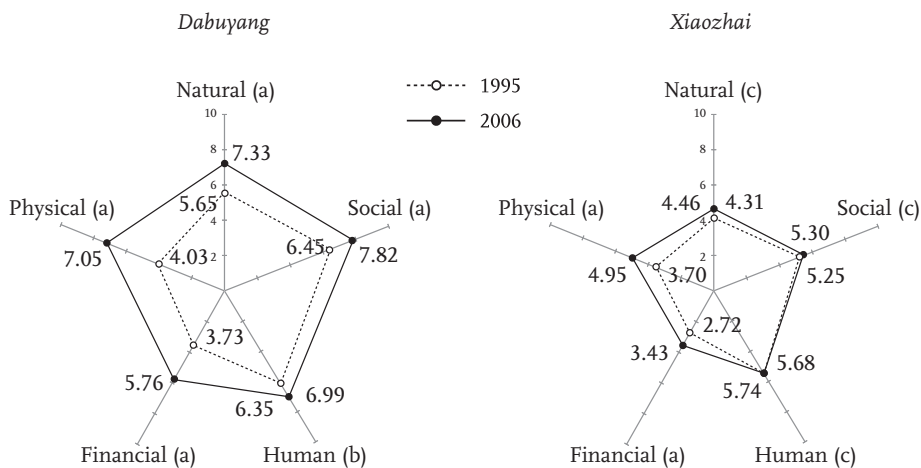 Dabuyang
Xiaozhai
1995
2006
Natural (a)
10
8
7.33
6
5.65
4
2
Physical (a)
7.05
4.03
Social (a)
6.45
7.82
3.73
5.76
6.35
6.99
Financial (a)
Human (b)
Natural (c)
10
8
6
4.46
4.31
4
2
Physical (a)
4.95
3.70
Social (c)
5.30
5.25
2.72
3.43
5.68
5.74
Financial (a)
Human (c)